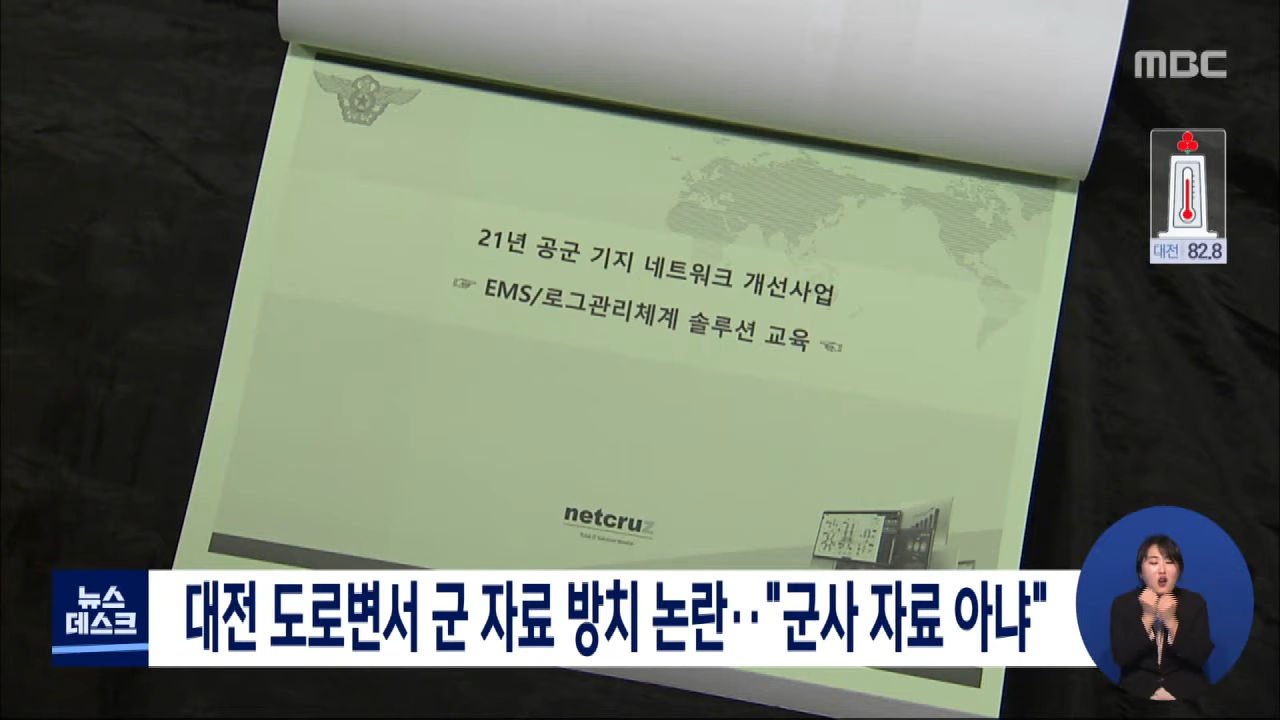 MBC
대전 82.8
21년 공군 기지 네트워크 개선사업
☞ EMS/로그관리체계 솔루션 교육 ☜
netcruz
뉴스
데스크
대전 도로변서 군 자료 방치 논란‥"군사 자료 아냐"